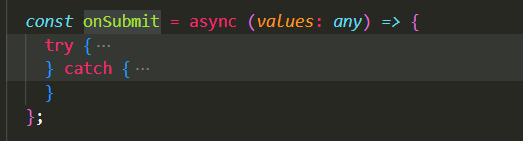 const onSubmit = async (values: any) => {
try {···
} catch {···
}
};